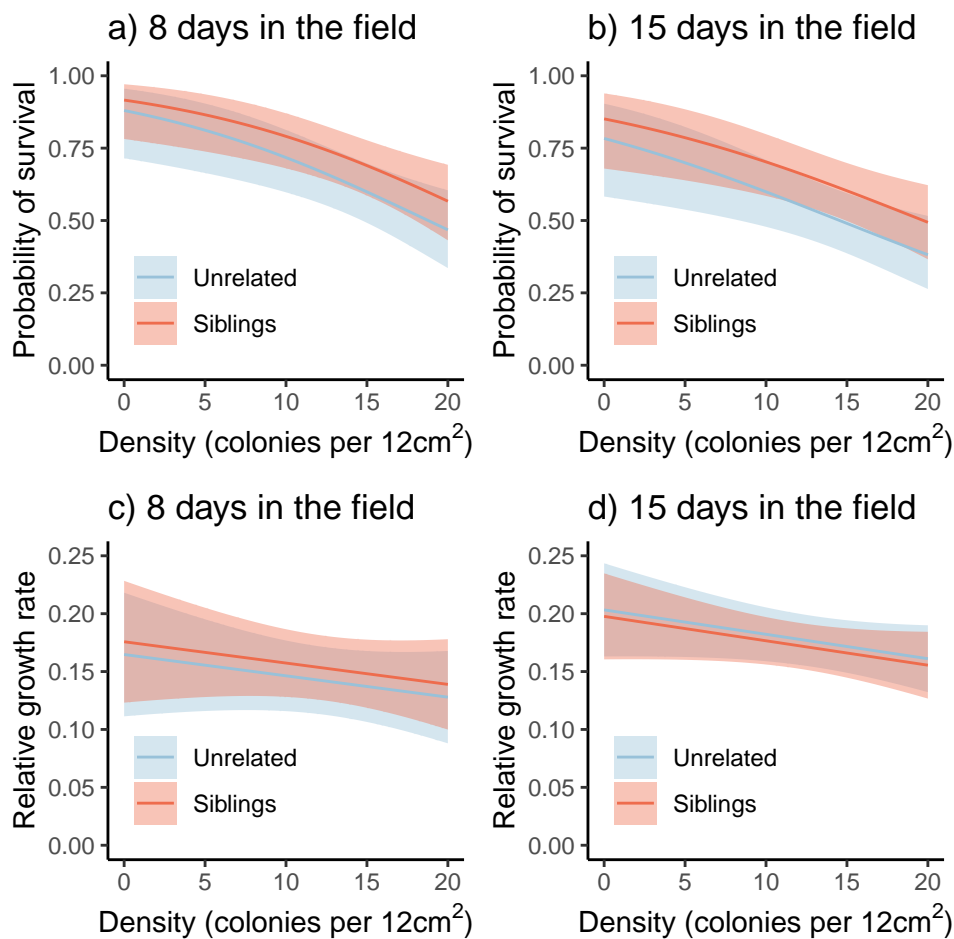 a) 8 days in the field
Probability of survival
1.00
0.75
0.50
0.25
0.00
Unrelated
Siblings
0 5 10 15 20
Density (colonies per 12cm²)
b) 15 days in the field
Probability of survival
1.00
0.75
0.50
0.25
0.00
Unrelated
Siblings
0 5 10 15 20
Density (colonies per 12cm²)
c) 8 days in the field
Relative growth rate
0.25
0.20
0.15
0.10
0.05
0.00
Unrelated
Siblings
0 5 10 15 20
Density (colonies per 12cm²)
d) 15 days in the field
Relative growth rate
0.25
0.20
0.15
0.10
0.05
0.00
Unrelated
Siblings
0 5 10 15 20
Density (colonies per 12cm²)